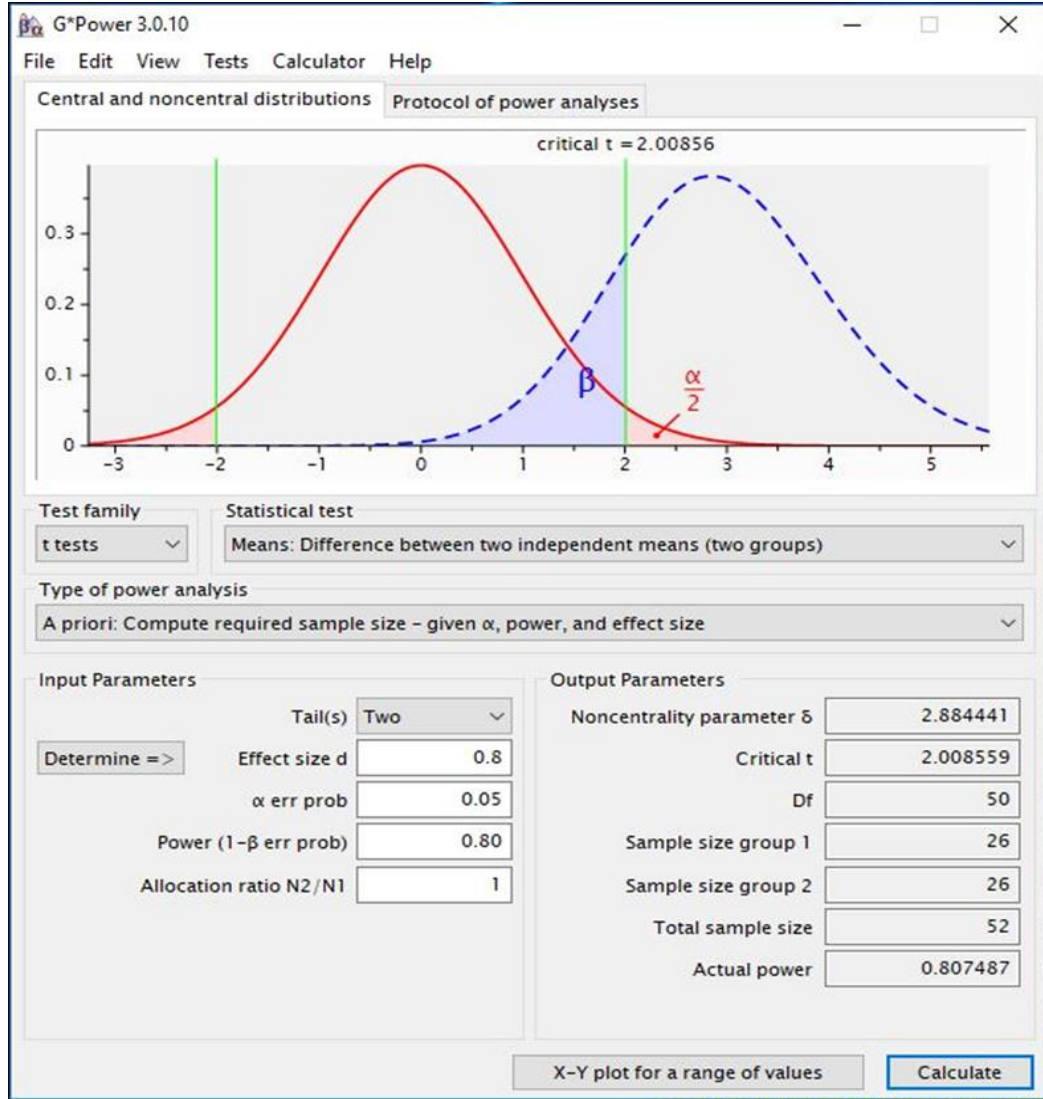 βα G*Power 3.0.10
File Edit View Tests Calculator Help
Central and noncentral distributions Protocol of power analyses
critical t = 2.00856
0.3
0.2
0.1
0
β
α
2
-3 -2 -1 0 1 2 3 4 5
Test family Statistical test
t tests Means: Difference between two independent means (two groups)
Type of power analysis
A priori: Compute required sample size – given α, power, and effect size
Input Parameters Output Parameters
Tail(s) Two Noncentrality parameter δ 2.884441
Determine => Effect size d 0.8 Critical t 2.008559
α err prob 0.05 Df 50
Power (1-β err prob) 0.80 Sample size group 1 26
Allocation ratio N2/N1 1 Sample size group 2 26
Total sample size 52
Actual power 0.807487
X-Y plot for a range of values Calculate